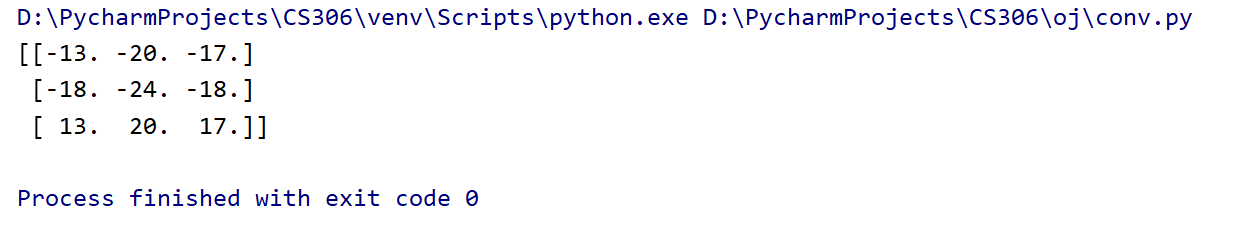 D:\PycharmProjects\CS306\venv\Scripts\python.exe D:\PycharmProjects\CS306\oj\conv.py
[[-13. -20. -17.]
 [-18. -24. -18.]
 [ 13.  20.  17.]]
Process finished with exit code 0